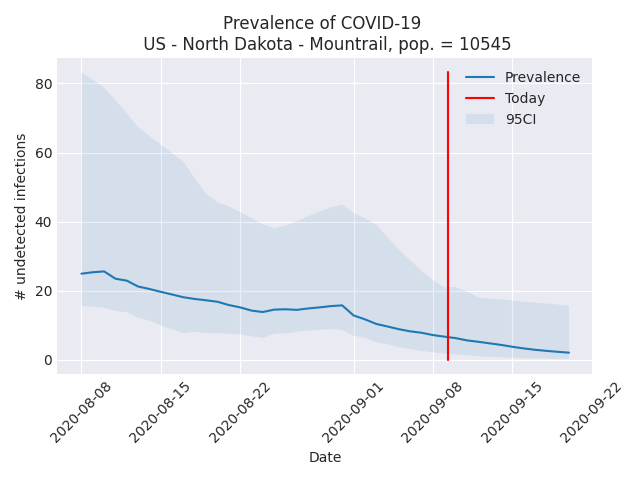 Prevalence of COVID-19
US - North Dakota - Mountrail, pop. = 10545
Prevalence
Today
95CI
# undetected infections
80
60
40
20
0
2020-08-08
2020-08-15
2020-08-22
2020-09-01
2020-09-08
2020-09-15
2020-09-22
Date